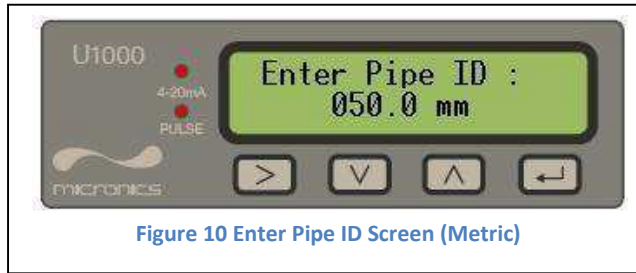 U1000
4-20mA
PULSE
micronics
Enter Pipe ID :
050.0 mm
Figure 10 Enter Pipe ID Screen (Metric)